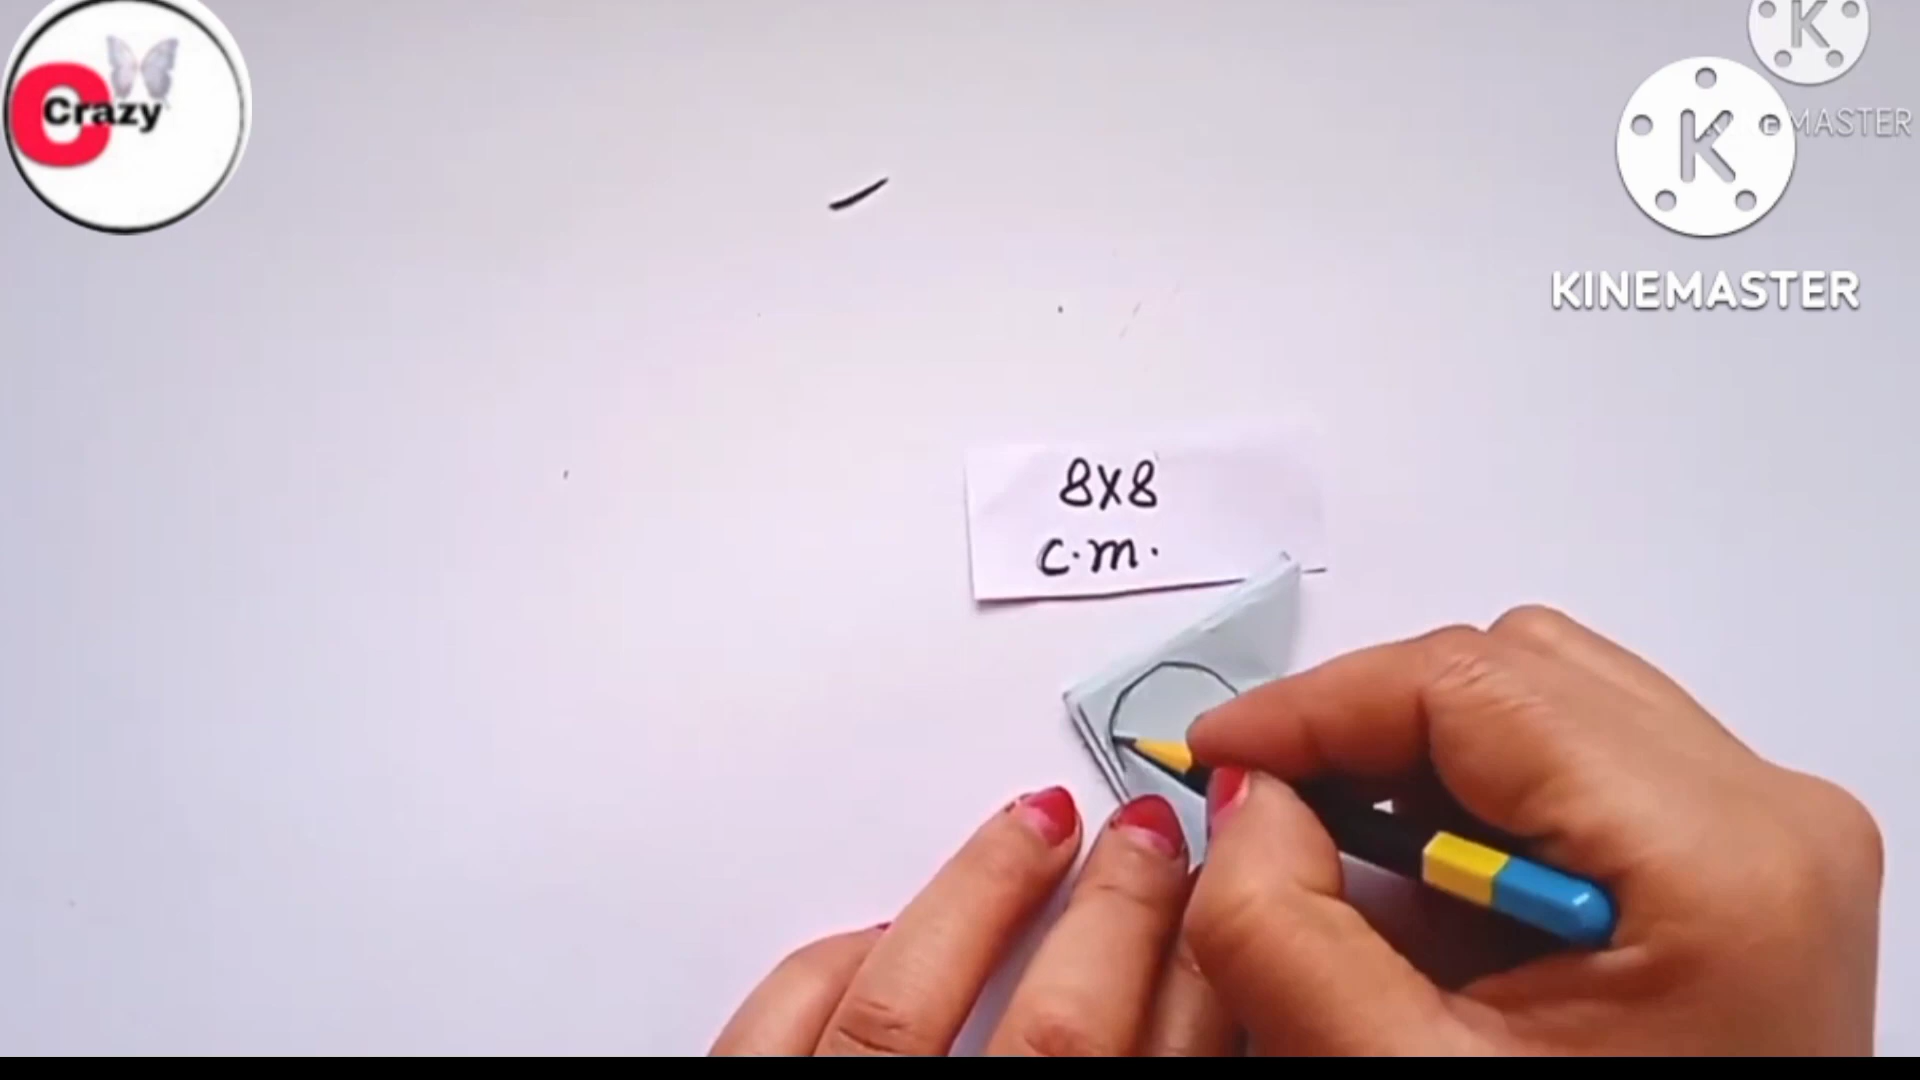 Crazy
K
K
MASTER
KINEMASTER
8x8
c.m.